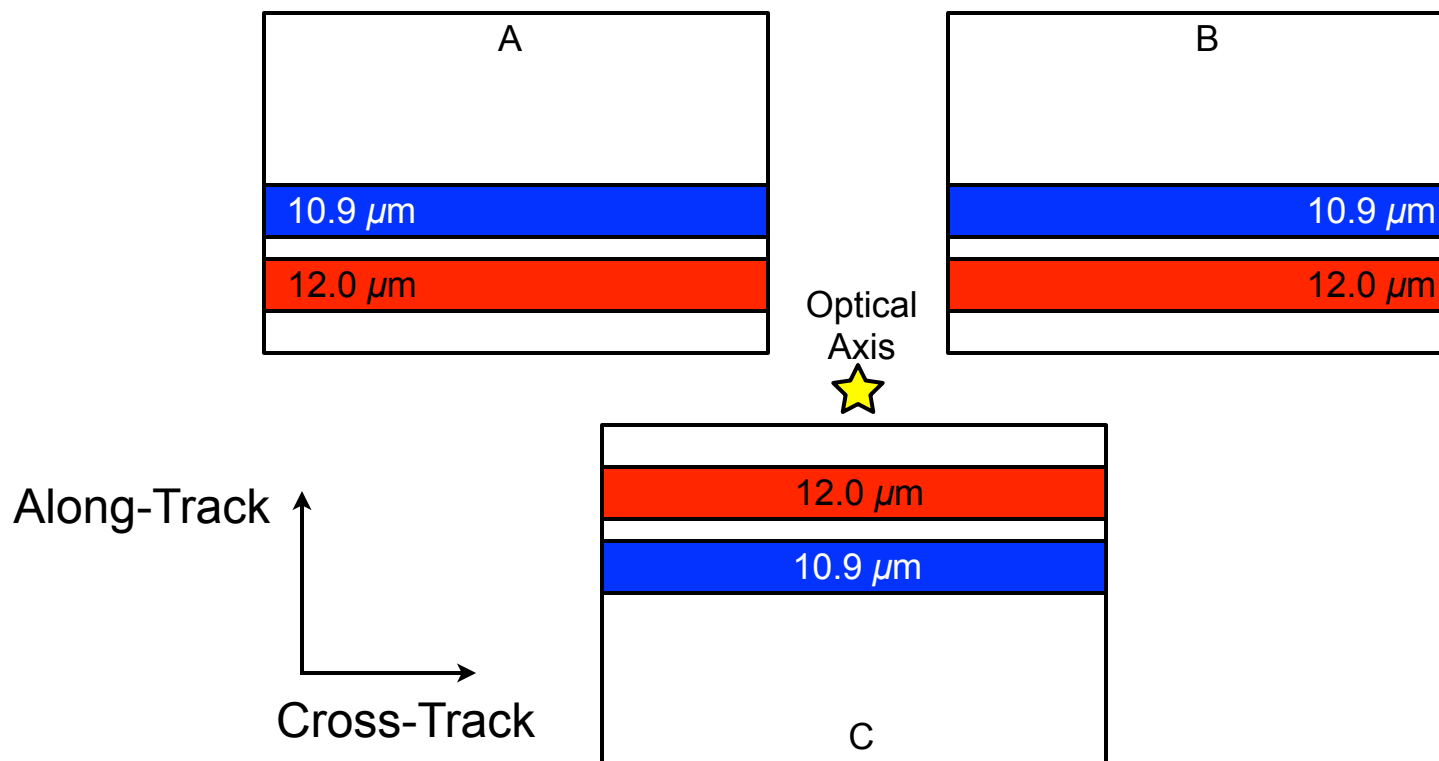 A
B
10.9 µm
10.9 µm
12.0 µm
12.0 µm
Optical
Axis
12.0 µm
10.9 µm
Along-Track
Cross-Track
C